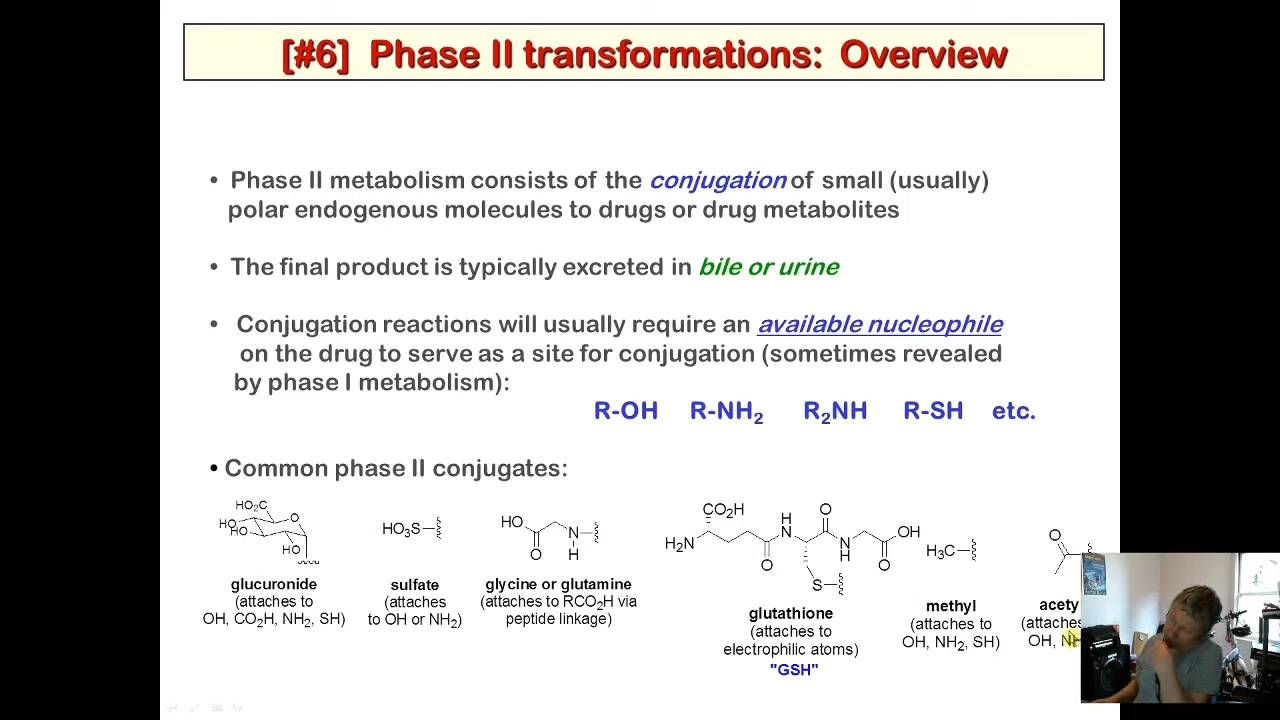 [#6] Phase II transformations: Overview
• Phase II metabolism consists of the conjugation of small (usually)
polar endogenous molecules to drugs or drug metabolites
• The final product is typically excreted in bile or urine
• Conjugation reactions will usually require an available nucleophile
on the drug to serve as a site for conjugation (sometimes revealed
by phase I metabolism):
R-OH R-NH₂ R₂NH R-SH etc.
• Common phase II conjugates:
HO₂C
O
HO
HO
HO
glucuronide
(attaches to
OH, CO₂H, NH₂, SH)
HO₃S
sulfate
(attaches
to OH or NH₂)
HO
O
N
H
glycine or glutamine
(attaches to RCO₂H via
peptide linkage)
CO₂H
H₂N
O
H
N
O
N
H
OH
O
S
glutathione
(attaches to
electrophilic atoms)
"GSH"
H₃C
methyl
(attaches to
OH, NH₂, SH)
O
acety
(attaches
OH,